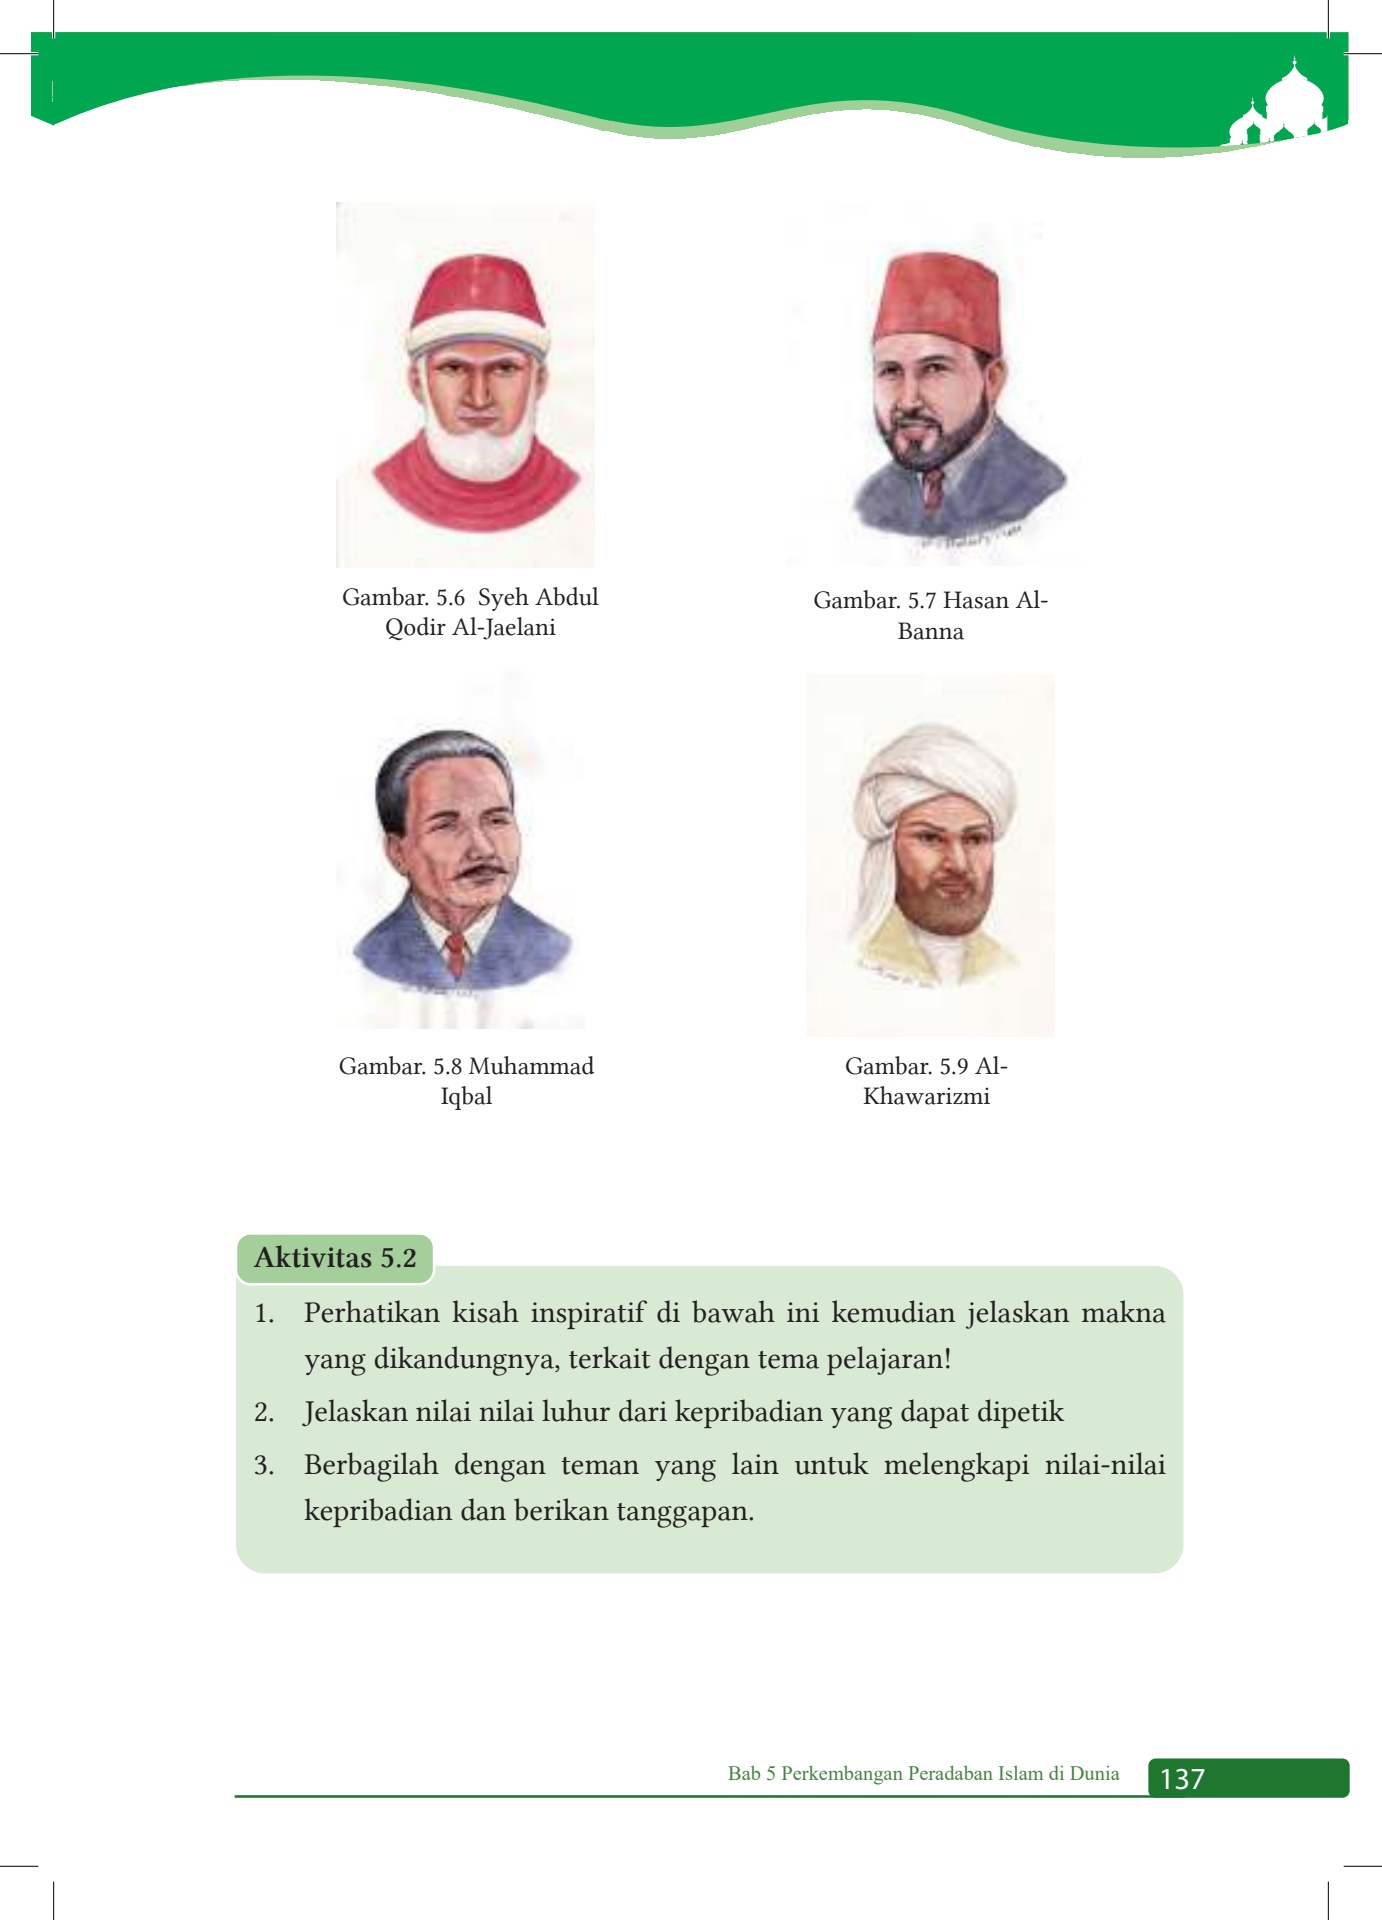 Gambar. 5.6  Syeh Abdul
Qodir Al-Jaelani
Gambar. 5.7 Hasan Al-
Banna
Gambar. 5.8 Muhammad
Iqbal
Gambar. 5.9 Al-
Khawarizmi
Aktivitas 5.2
1. Perhatikan kisah inspiratif di bawah ini kemudian jelaskan makna
yang dikandungnya, terkait dengan tema pelajaran!
2. Jelaskan nilai nilai luhur dari kepribadian yang dapat dipetik
3. Berbagilah dengan teman yang lain untuk melengkapi nilai-nilai
kepribadian dan berikan tanggapan.
Bab 5 Perkembangan Peradaban Islam di Dunia
137